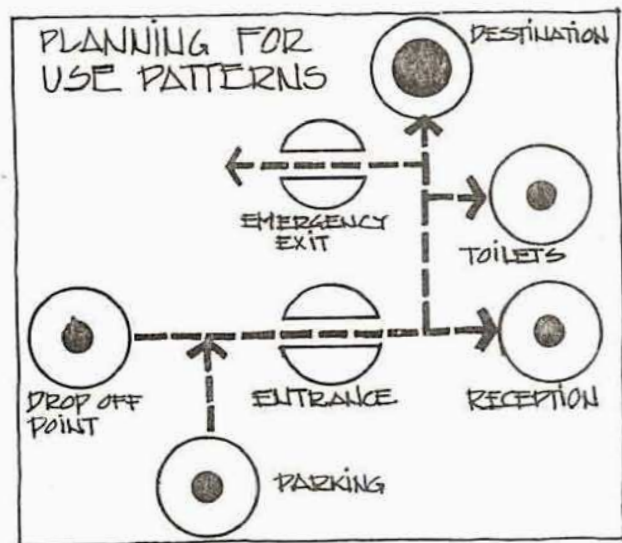 PLANNING FOR
USE PATTERNS
DESTINATION
EMERGENCY
EXIT
TOILETS
DROP OFF
POINT
ENTRANCE
RECEPTION
PARKING